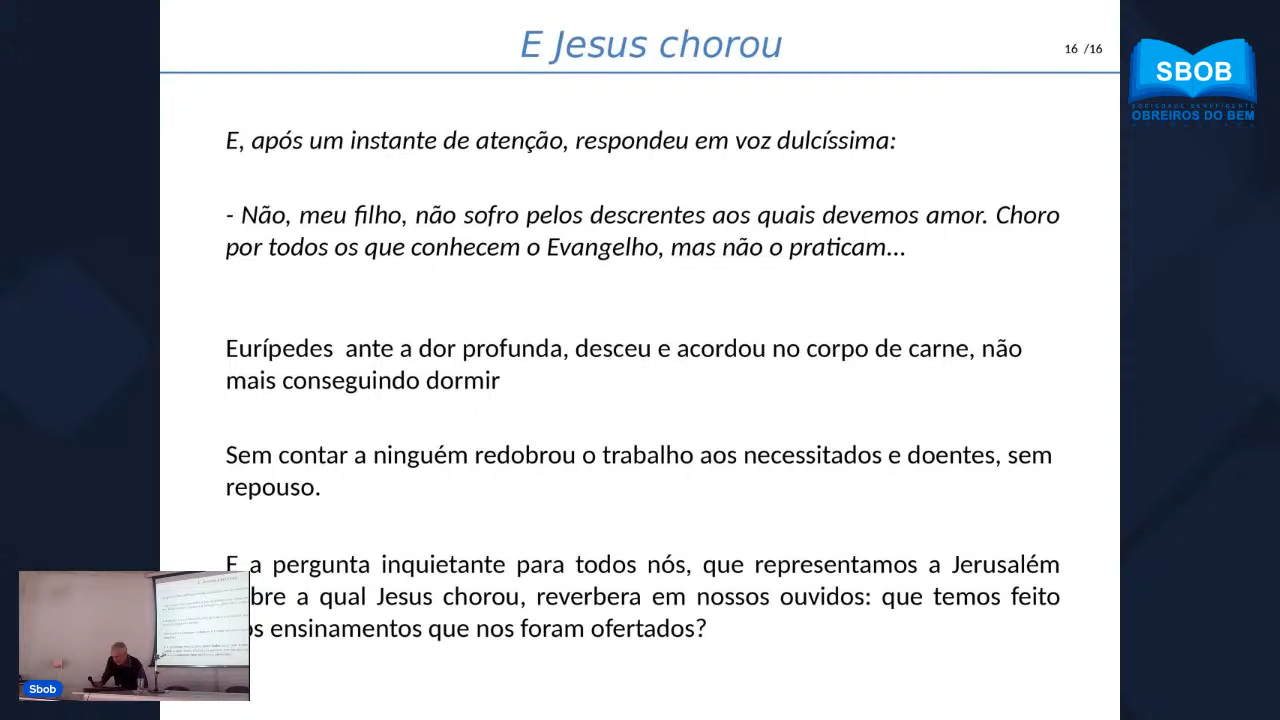 E Jesus chorou
16 /16
SBOB
SOCIEDADE BENEFICENTE
OBREIROS DO BEM
E, após um instante de atenção, respondeu em voz dulcíssima:
- Não, meu filho, não sofro pelos descrentes aos quais devemos amor. Choro
por todos os que conhecem o Evangelho, mas não o praticam...
Eurípedes ante a dor profunda, desceu e acordou no corpo de carne, não
mais conseguindo dormir
Sem contar a ninguém redobrou o trabalho aos necessitados e doentes, sem
repouso.
E a pergunta inquietante para todos nós, que representamos a Jerusalém
a qual Jesus chorou, reverbera em nossos ouvidos: que temos feito
ensinamentos que nos foram ofertados?
Sbob